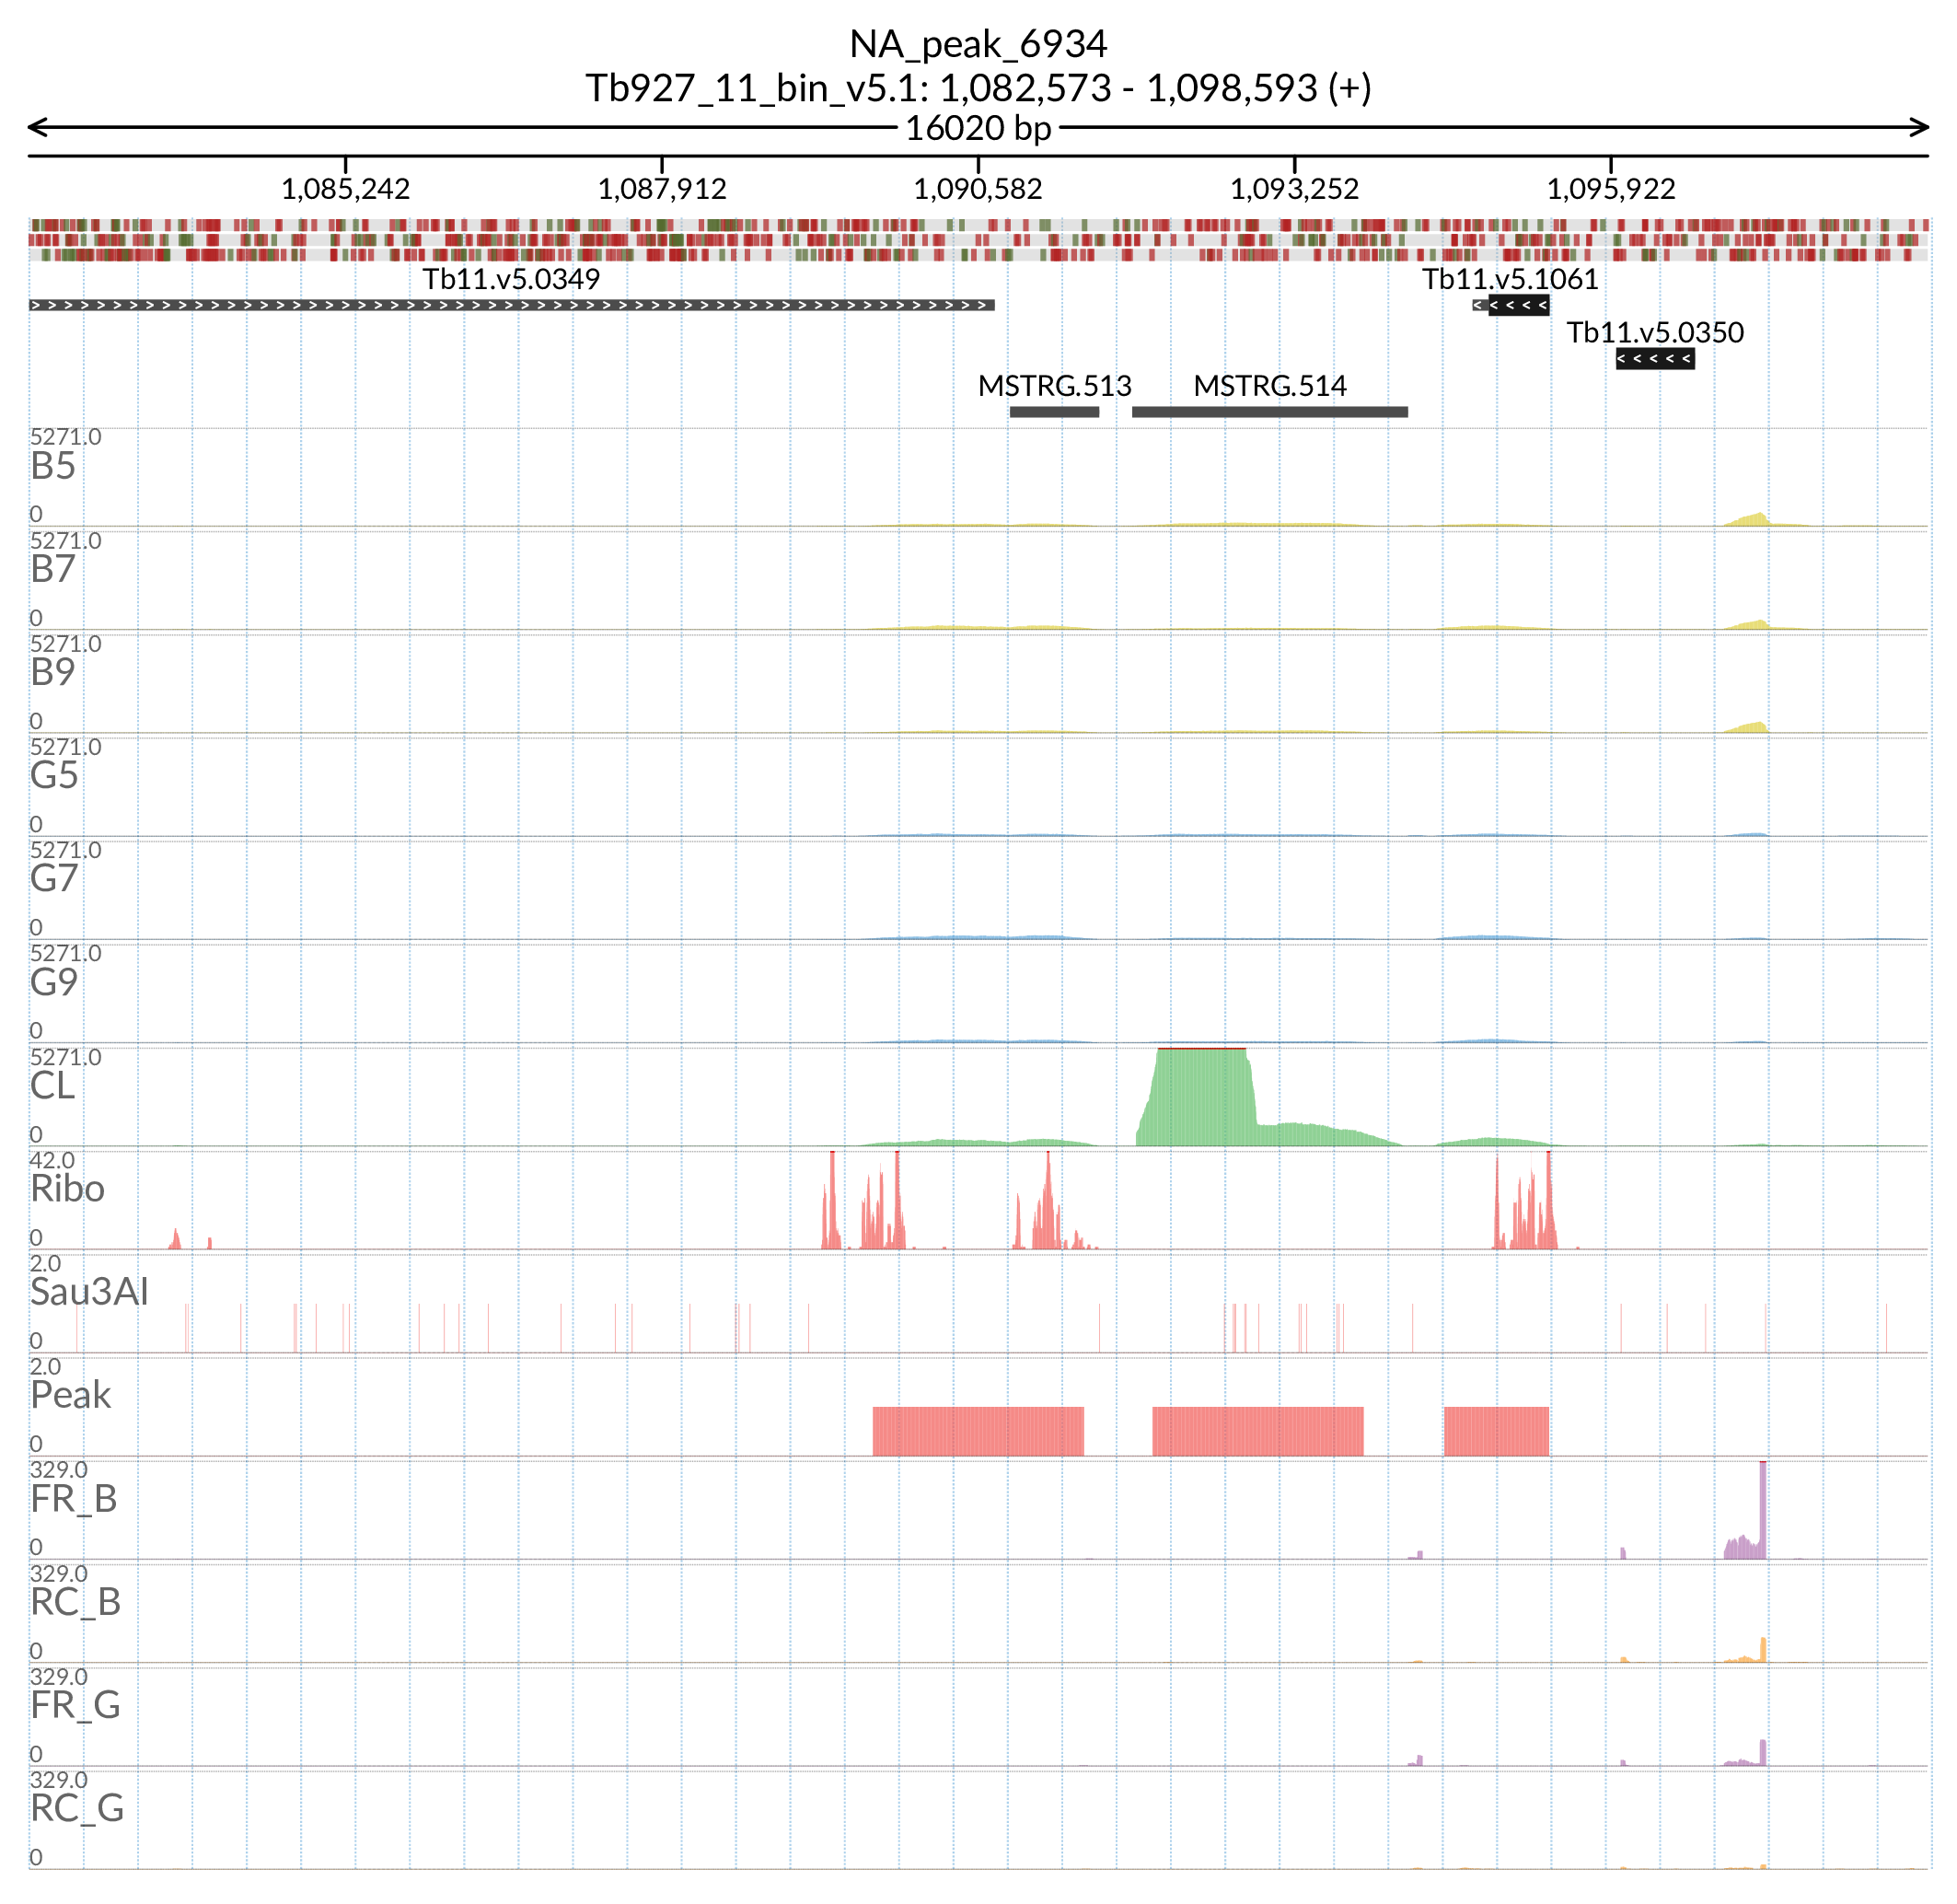 NA_peak_6934
Tb927_11_bin_v5.1: 1,082,573 - 1,098,593 (+)
16020 bp
1,085,242 1,087,912 1,090,582 1,093,252 1,095,922
Tb11.v5.0349 Tb11.v5.1061
Tb11.v5.0350
MSTRG.513 MSTRG.514
5271.0
B5
0
5271.0
B7
0
5271.0
B9
0
5271.0
G5
0
5271.0
G7
0
5271.0
G9
0
5271.0
CL
0
42.0
Ribo
0
2.0
Sau3AI
0
2.0
Peak
0
329.0
FR_B
0
329.0
RC_B
0
329.0
FR_G
0
329.0
RC_G
0